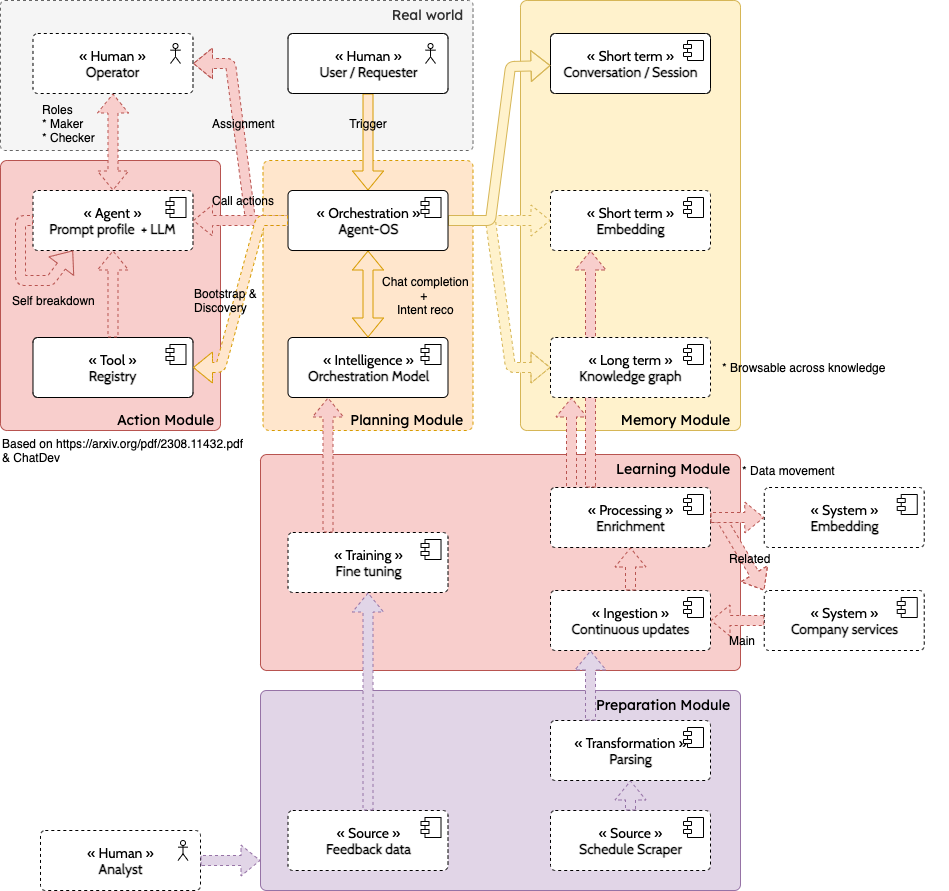 Real world
« Human »
Operator
« Human »
User / Requester
« Short term »
Conversation / Session
Roles
* Maker
* Checker
Assignment
Trigger
Call actions
« Agent »
Prompt profile + LLM
« Orchestration »
Agent-OS
« Short term »
Embedding
Self breakdown
Bootstrap &
Discovery
Chat completion
+
Intent reco
« Tool »
Registry
« Intelligence »
Orchestration Model
« Long term »
Knowledge graph
* Browsable across knowledge
Action Module
Planning Module
Memory Module
Based on https://arxiv.org/pdf/2308.11432.pdf
& ChatDev
Learning Module
* Data movement
« Processing »
Enrichment
« System »
Embedding
« Training »
Fine tuning
Related
« Ingestion »
Continuous updates
« System »
Company services
Main
Preparation Module
« Transformation »
Parsing
« Source »
Feedback data
« Source »
Schedule Scraper
« Human »
Analyst